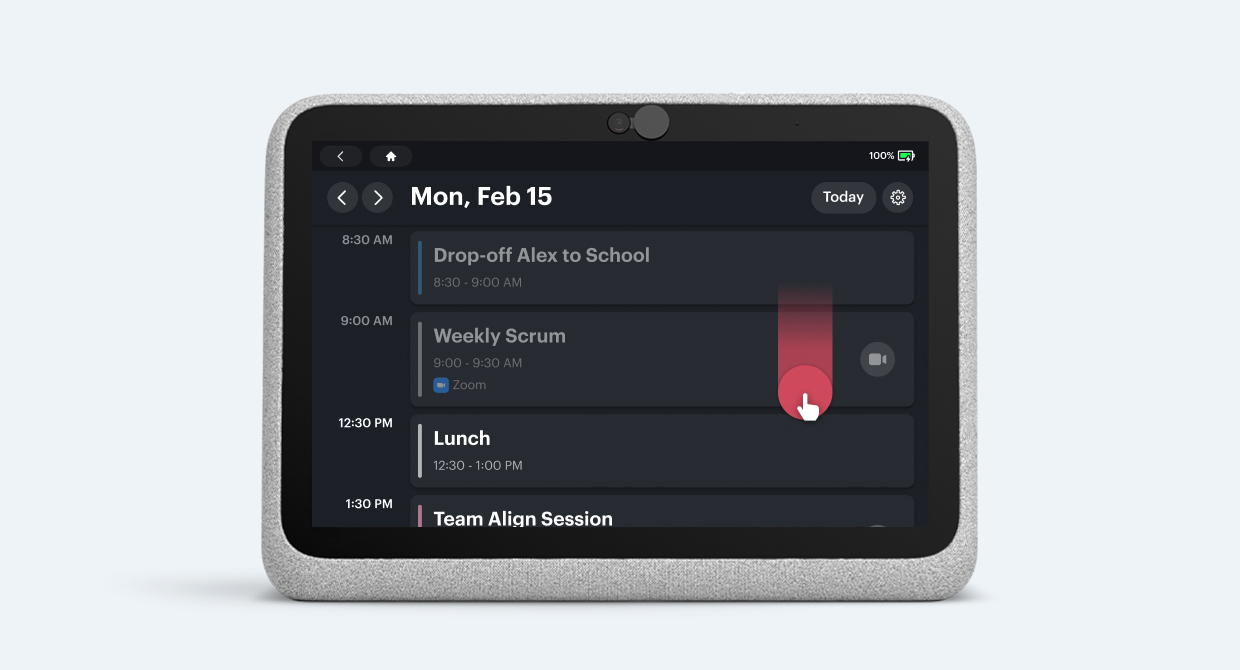 100%
Mon, Feb 15
Today
8:30 AM
Drop-off Alex to School
8:30 - 9:00 AM
9:00 AM
Weekly Scrum
9:00 - 9:30 AM
Zoom
12:30 PM
Lunch
12:30 - 1:00 PM
1:30 PM
Team Align Session